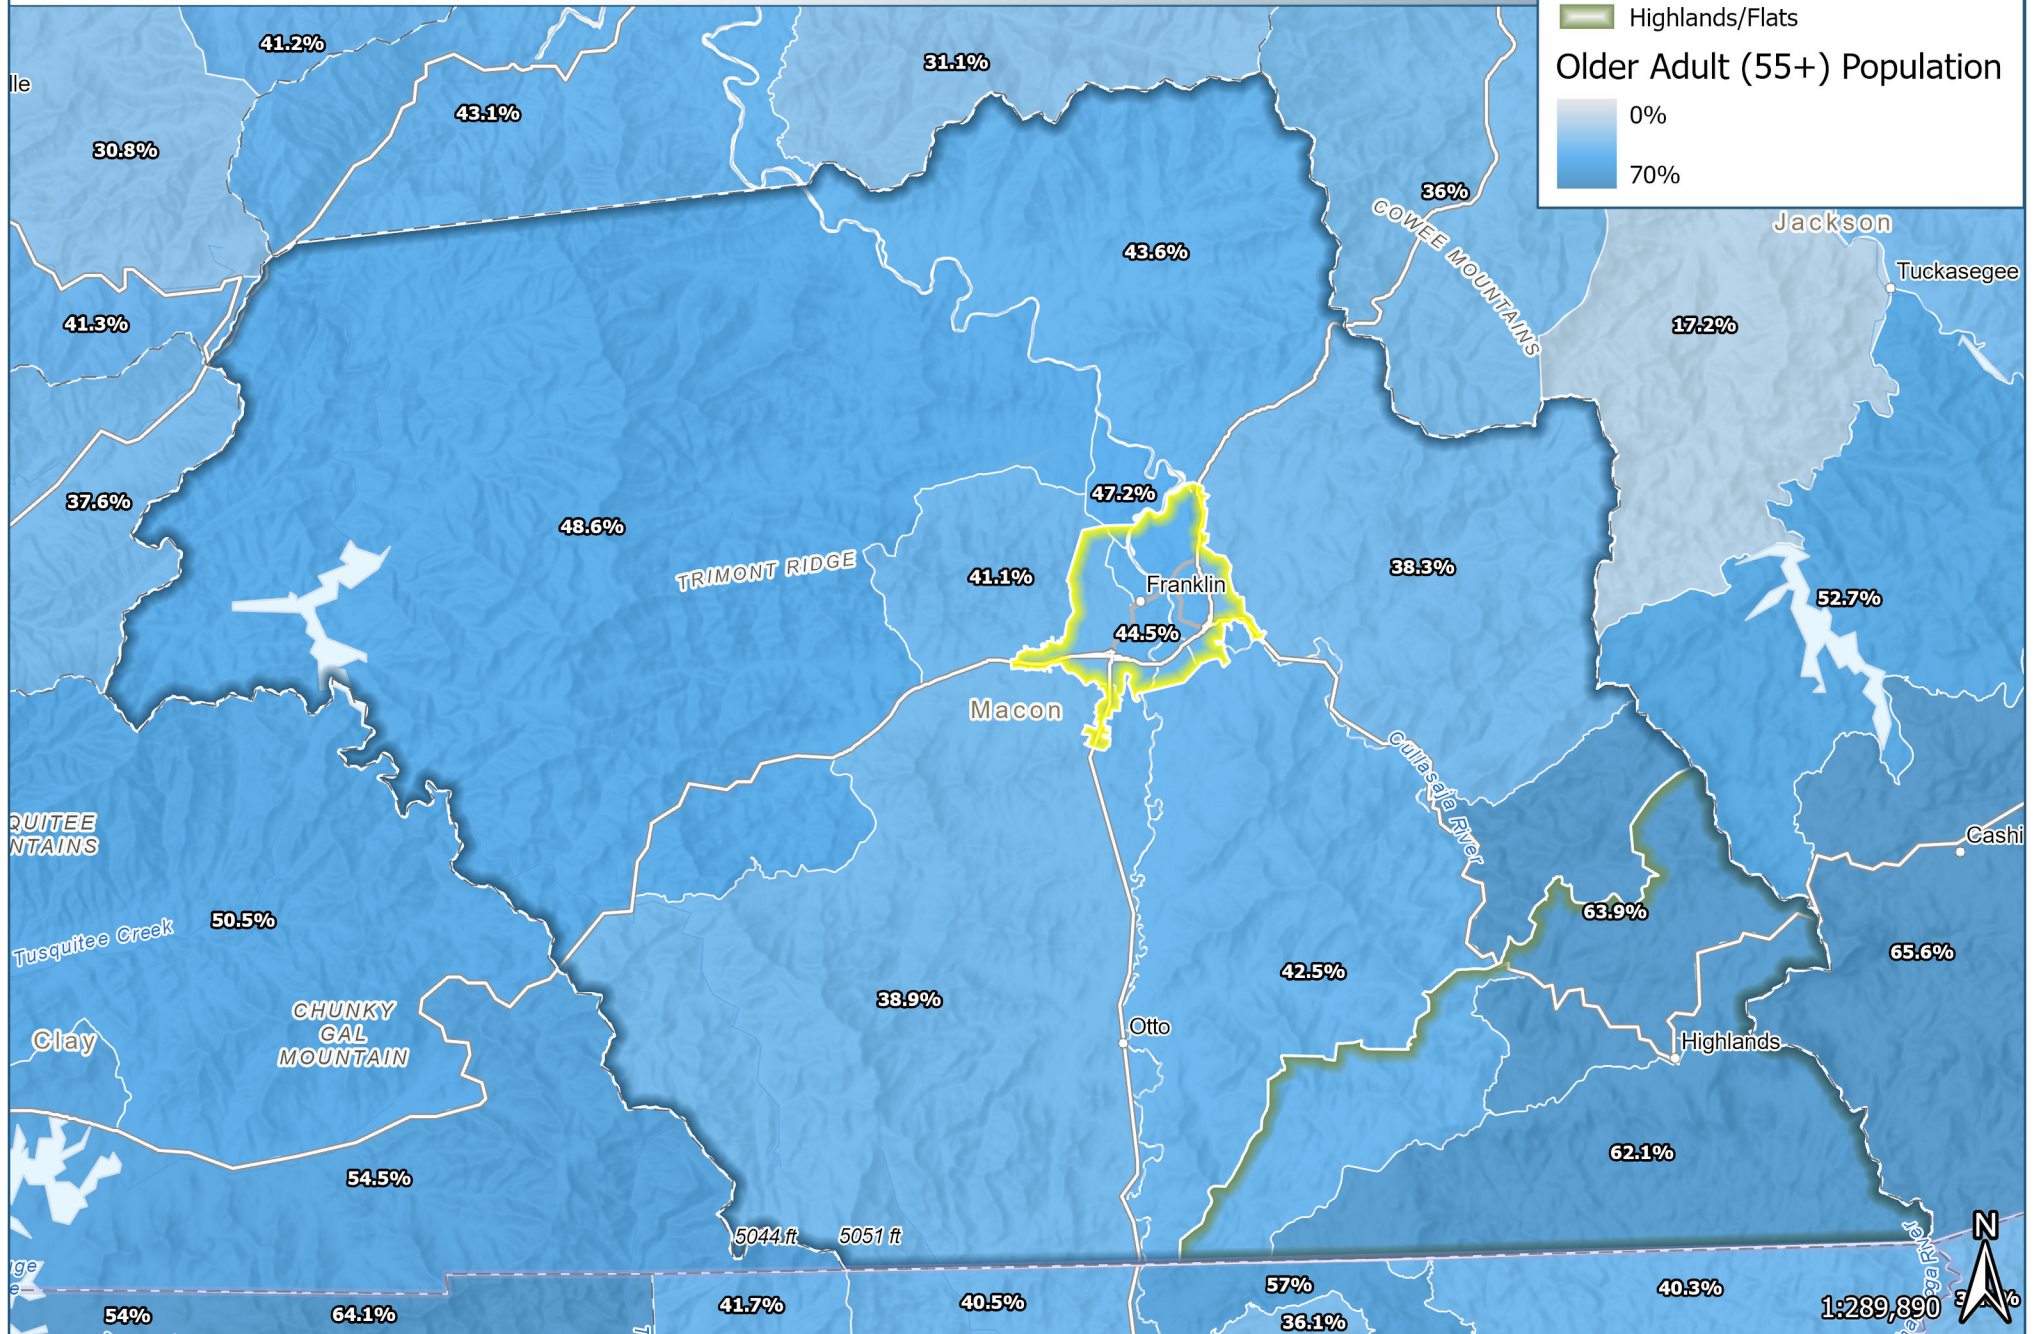 Highlands/Flats
Older Adult (55+) Population
0%
70%
41.2%
31.1%
lle
43.1%
30.8%
36%
COWEE MOUNTAINS
Jackson
43.6%
Tuckasegee
41.3%
17.2%
37.6%
47.2%
48.6%
TRIMONT RIDGE
41.1%
38.3%
Franklin
52.7%
44.5%
Macon
Cullasaja River
QUITEE
NTAINS
Cashi
50.5%
Tusquitee Creek
63.9%
65.6%
42.5%
38.9%
CHUNKY
GAL
MOUNTAIN
Clay
Otto
Highlands
62.1%
54.5%
5044 ft
5051 ft
N
ge
e
57%
40.3%
54%
64.1%
41.7%
40.5%
36.1%
1:289,890
ga River